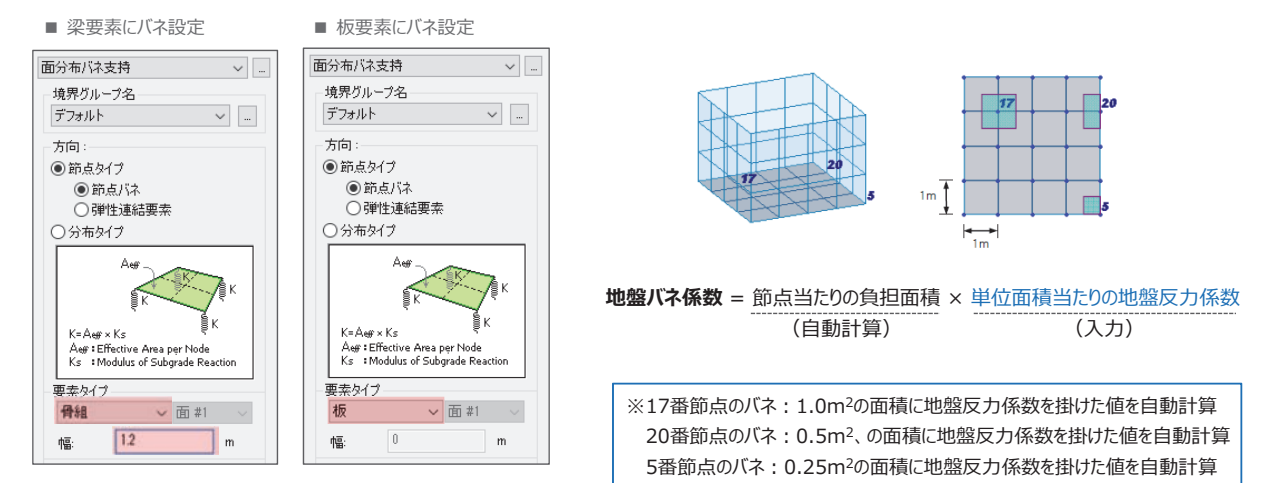 ■ 梁要素にバネ設定
面分布バネ支持
...
境界グループ名
デフォルト
...
方向 :
節点タイプ
節点バネ
弾性連結要素
分布タイプ
Aeff
K
K
K
K
K=Aeff × Ks
Aeff : Effective Area per Node
Ks : Modulus of Subgrade Reaction
要素タイプ
骨組
面 #1
幅:
1.2
m
■ 板要素にバネ設定
面分布バネ支持
...
境界グループ名
デフォルト
...
方向 :
節点タイプ
節点バネ
弾性連結要素
分布タイプ
Aeff
K
K
K
K
K=Aeff × Ks
Aeff : Effective Area per Node
Ks : Modulus of Subgrade Reaction
要素タイプ
板
面 #1
幅:
0
m
17
20
5
17
20
5
1m
1m
地盤バネ係数 = 節点当たりの負担面積 × 単位面積当たりの地盤反力係数
（自動計算）
（入力）
※17番節点のバネ：1.0m²の面積に地盤反力係数を掛けた値を自動計算
20番節点のバネ：0.5m²、の面積に地盤反力係数を掛けた値を自動計算
5番節点のバネ：0.25m²の面積に地盤反力係数を掛けた値を自動計算